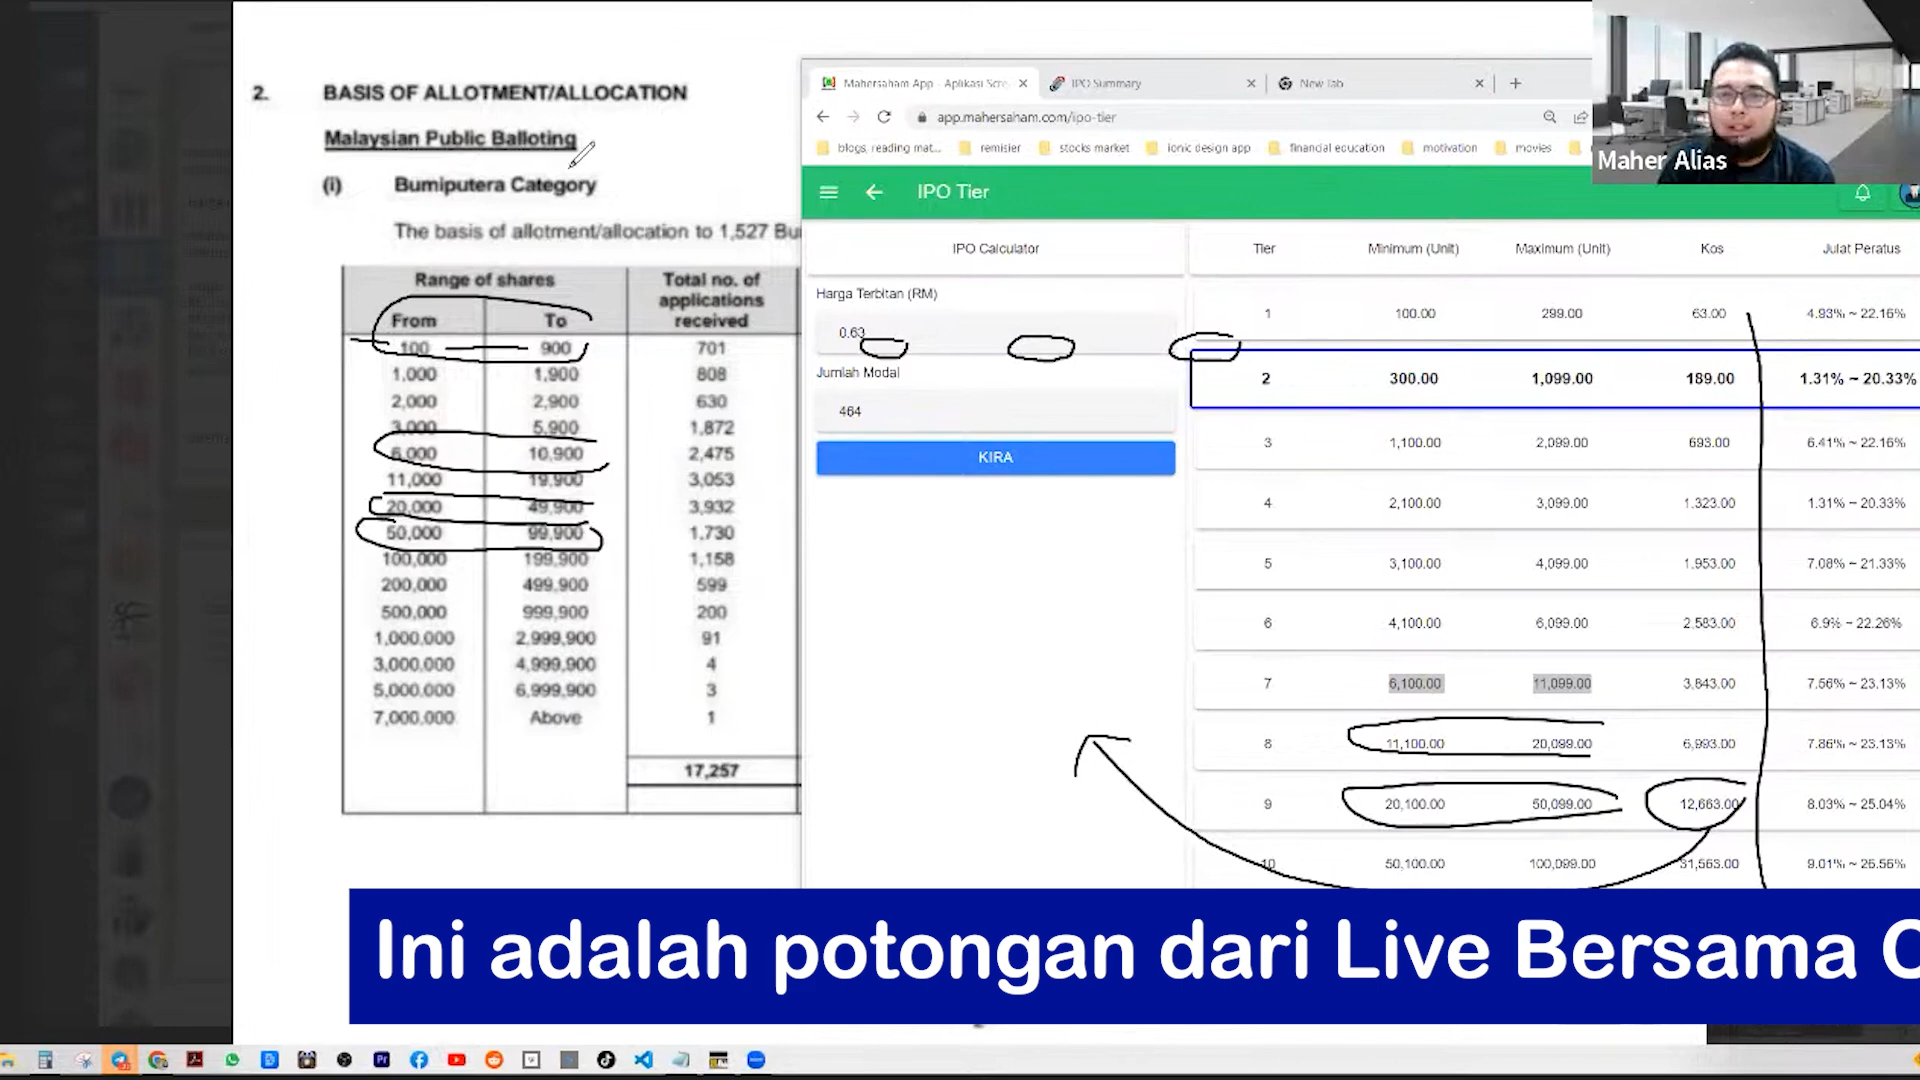 2. BASIS OF ALLOTMENT/ALLOCATION
Malaysian Public Balloting
(i) Bumiputera Category
The basis of allotment/allocation to 1,527 Bu
Range of shares
Total no. of applications received
From To
100 900 701
1,000 1,900 808
2,000 2,900 630
3,000 5,900 1,872
6,000 10,900 2,475
11,000 19,900 3,053
20,000 49,900 3,932
50,000 99,900 1,730
100,000 199,900 1,158
200,000 499,900 599
500,000 999,900 200
1,000,000 2,999,900 91
3,000,000 4,999,900 4
5,000,000 6,999,900 3
7,000,000 Above 1
17,257
Mahersaham App - Aplikasi Scre
IPO Summary
New Tab
app.mahersaham.com/ipo-tier
blogs, reading mat...
remisier
stocks market
ionic design app
financial education
motivation
movies
IPO Tier
IPO Calculator
Harga Terbitan (RM)
0.63
Jumlah Modal
464
KIRA
Tier Minimum (Unit) Maximum (Unit) Kos Julat Peratus
1 100.00 299.00 63.00 4.93% ~ 22.16%
2 300.00 1,099.00 189.00 1.31% ~ 20.33%
3 1,100.00 2,099.00 693.00 6.41% ~ 22.16%
4 2,100.00 3,099.00 1,323.00 1.31% ~ 20.33%
5 3,100.00 4,099.00 1,953.00 7.08% ~ 21.33%
6 4,100.00 6,099.00 2,583.00 6.9% ~ 22.26%
7 6,100.00 11,099.00 3,843.00 7.56% ~ 23.13%
8 11,100.00 20,099.00 6,993.00 7.86% ~ 23.13%
9 20,100.00 50,099.00 12,663.00 8.03% ~ 25.04%
10 50,100.00 100,099.00 31,563.00 9.01% ~ 26.56%
Maher Alias
Ini adalah potongan dari Live Bersama